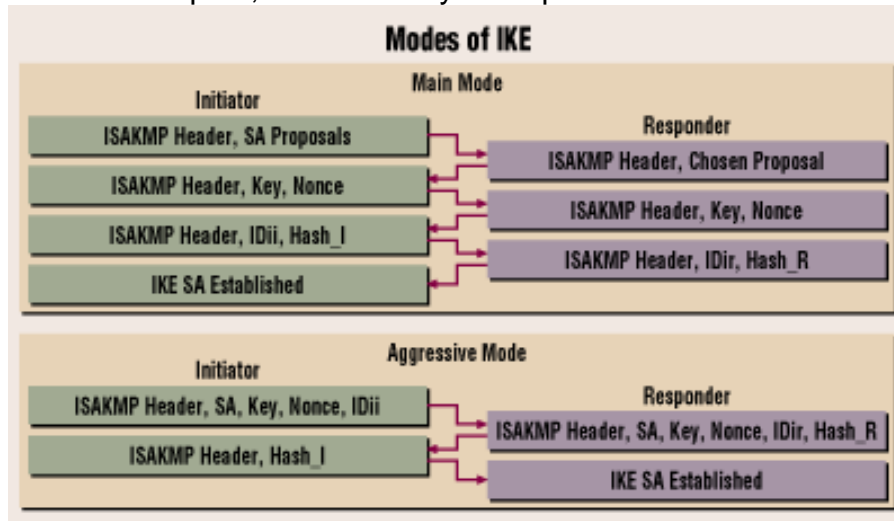 Modes of IKE
Main Mode
Initiator
Responder
ISAKMP Header, SA Proposals
ISAKMP Header, Chosen Proposal
ISAKMP Header, Key, Nonce
ISAKMP Header, Key, Nonce
ISAKMP Header, IDii, Hash_I
ISAKMP Header, IDir, Hash_R
IKE SA Established
Aggressive Mode
Initiator
Responder
ISAKMP Header, SA, Key, Nonce, IDii
ISAKMP Header, SA, Key, Nonce, IDir, Hash_R
ISAKMP Header, Hash_I
IKE SA Established